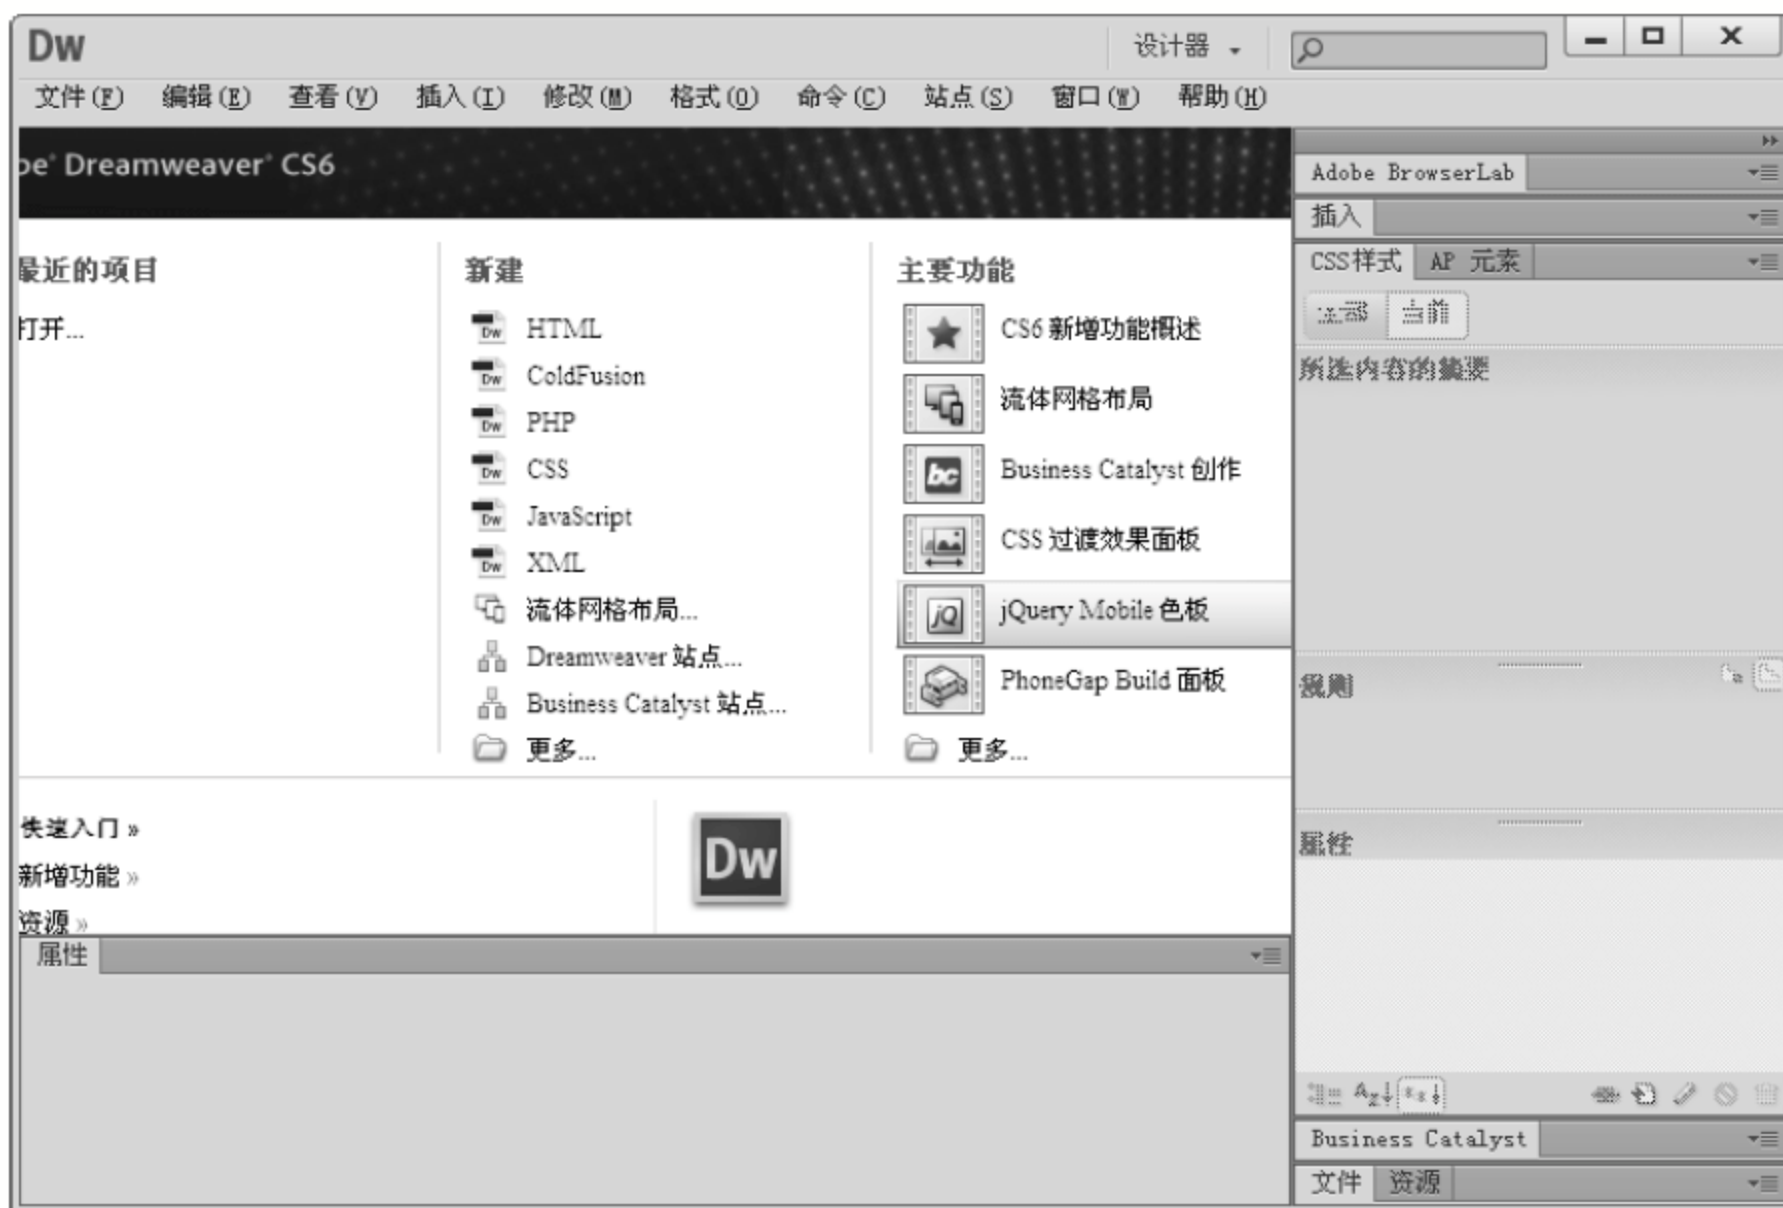 Dw
设计器
文件(F) 编辑(E) 查看(V) 插入(I) 修改(M) 格式(O) 命令(C) 站点(S) 窗口(W) 帮助(H)
be® Dreamweaver® CS6
最近的项目
打开...
新建
HTML
ColdFusion
PHP
CSS
JavaScript
XML
流体网格布局...
Dreamweaver 站点...
Business Catalyst 站点...
更多...
主要功能
CS6 新增功能概述
流体网格布局
Business Catalyst 创作
CSS 过渡效果面板
jQuery Mobile 色板
PhoneGap Build 面板
更多...
快速入门 »
新增功能 »
资源 »
Dw
属性
Adobe BrowserLab
插入
CSS样式 AP 元素
当前
所选内容的摘要
规则
属性
Business Catalyst
文件 资源